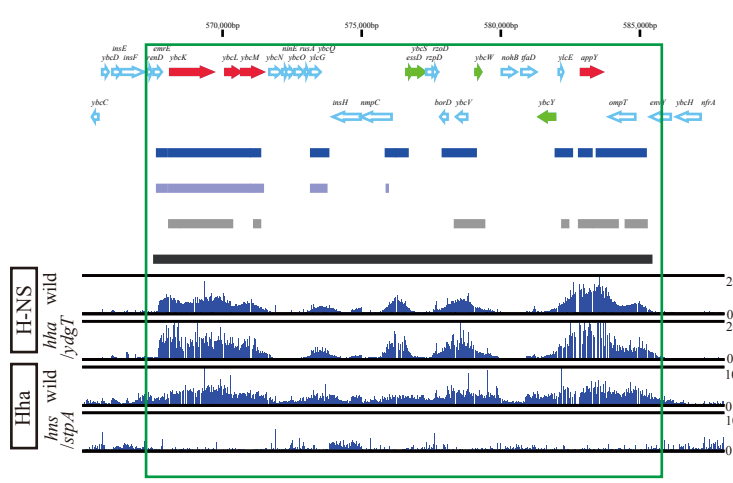 570,000bp 575,000bp 580,000bp 585,000bp
insE emrE ninE rusA ybcQ ybcS rzoD
ybcD insF renD ybcK ybcL ybcM ybcN ybcO ylcG essD rzpD ybcW nohB tfaD ylcE appY
ybcC insH nmpC borD ybcV ybcY ompT envY ybcH nfrA
H-NS
wild
2
0
hha
/ydgT
2
0
Hha
wild
10
0
hns
/stpA
0